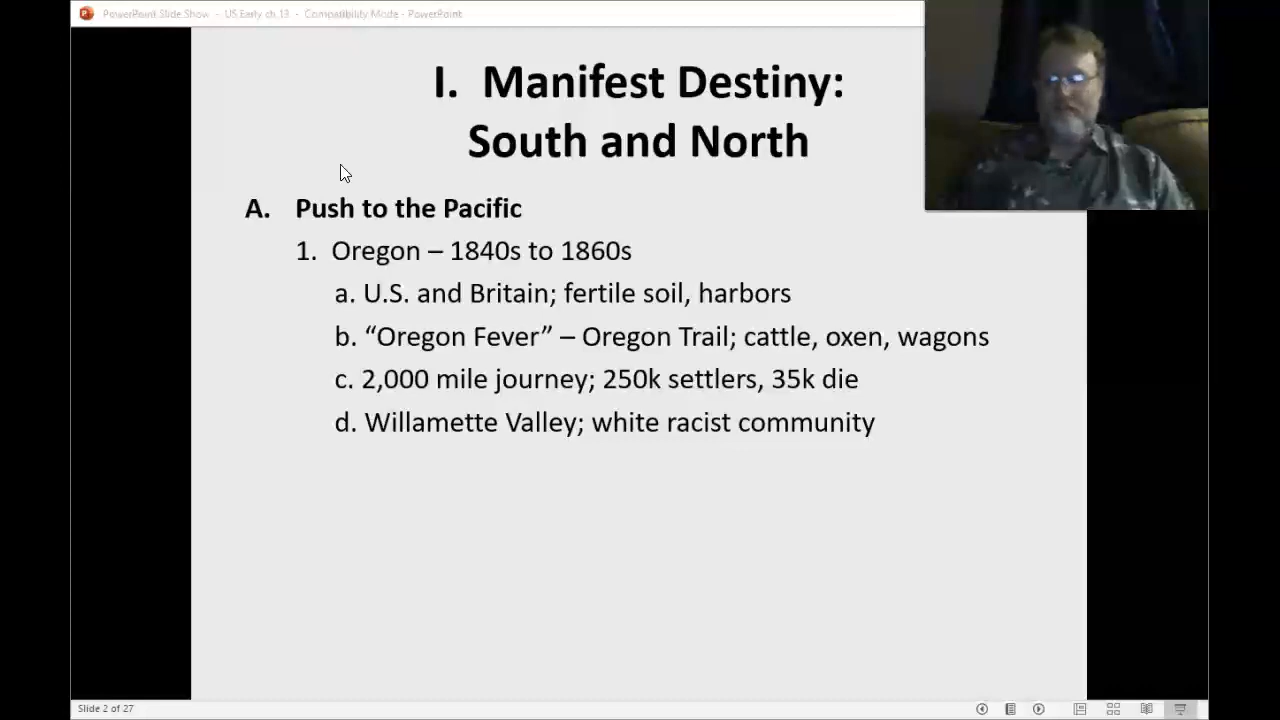 PowerPoint Slide Show - US Early ch 13 - Compatibility Mode - PowerPoint
I. Manifest Destiny:
South and North
A. Push to the Pacific
1. Oregon – 1840s to 1860s
a. U.S. and Britain; fertile soil, harbors
b. “Oregon Fever” – Oregon Trail; cattle, oxen, wagons
c. 2,000 mile journey; 250k settlers, 35k die
d. Willamette Valley; white racist community
Slide 2 of 27